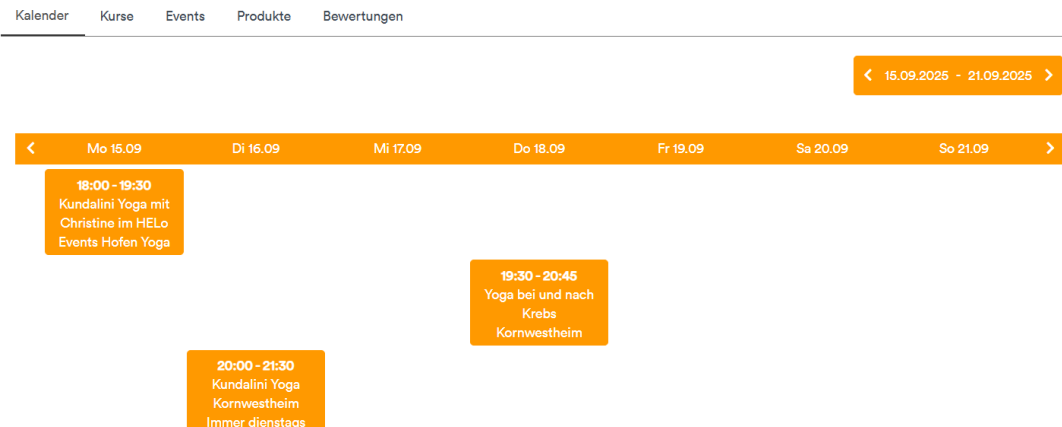 Kalender Kurse Events Produkte Bewertungen
15.09.2025 - 21.09.2025
Mo 15.09 Di 16.09 Mi 17.09 Do 18.09 Fr 19.09 Sa 20.09 So 21.09
18:00 - 19:30
Kundalini Yoga mit
Christine im HELo
Events Hofen Yoga
19:30 - 20:45
Yoga bei und nach
Krebs
Kornwestheim
20:00 - 21:30
Kundalini Yoga
Kornwestheim
Immer dienstags